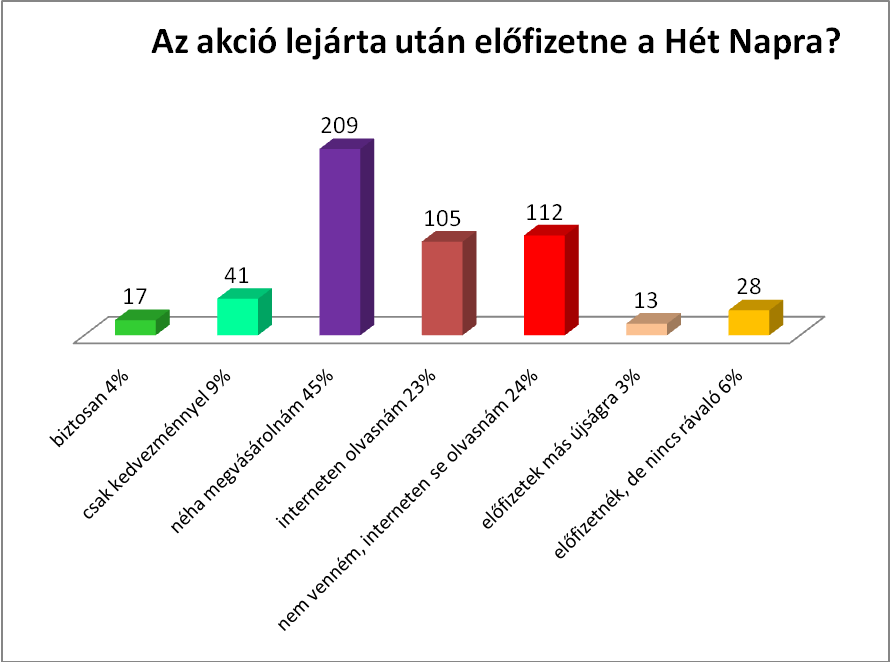 Az akció lejárta után előfizetne a Hét Napra?
17
41
209
105
112
13
28
biztosan 4%
csak kedvezménnyel 9%
néha megvásárolnám 45%
interneten olvasnám 23%
nem venném, interneten se olvasnám 24%
előfizetek más újságra 3%
előfizetnék, de nincs rávaló 6%